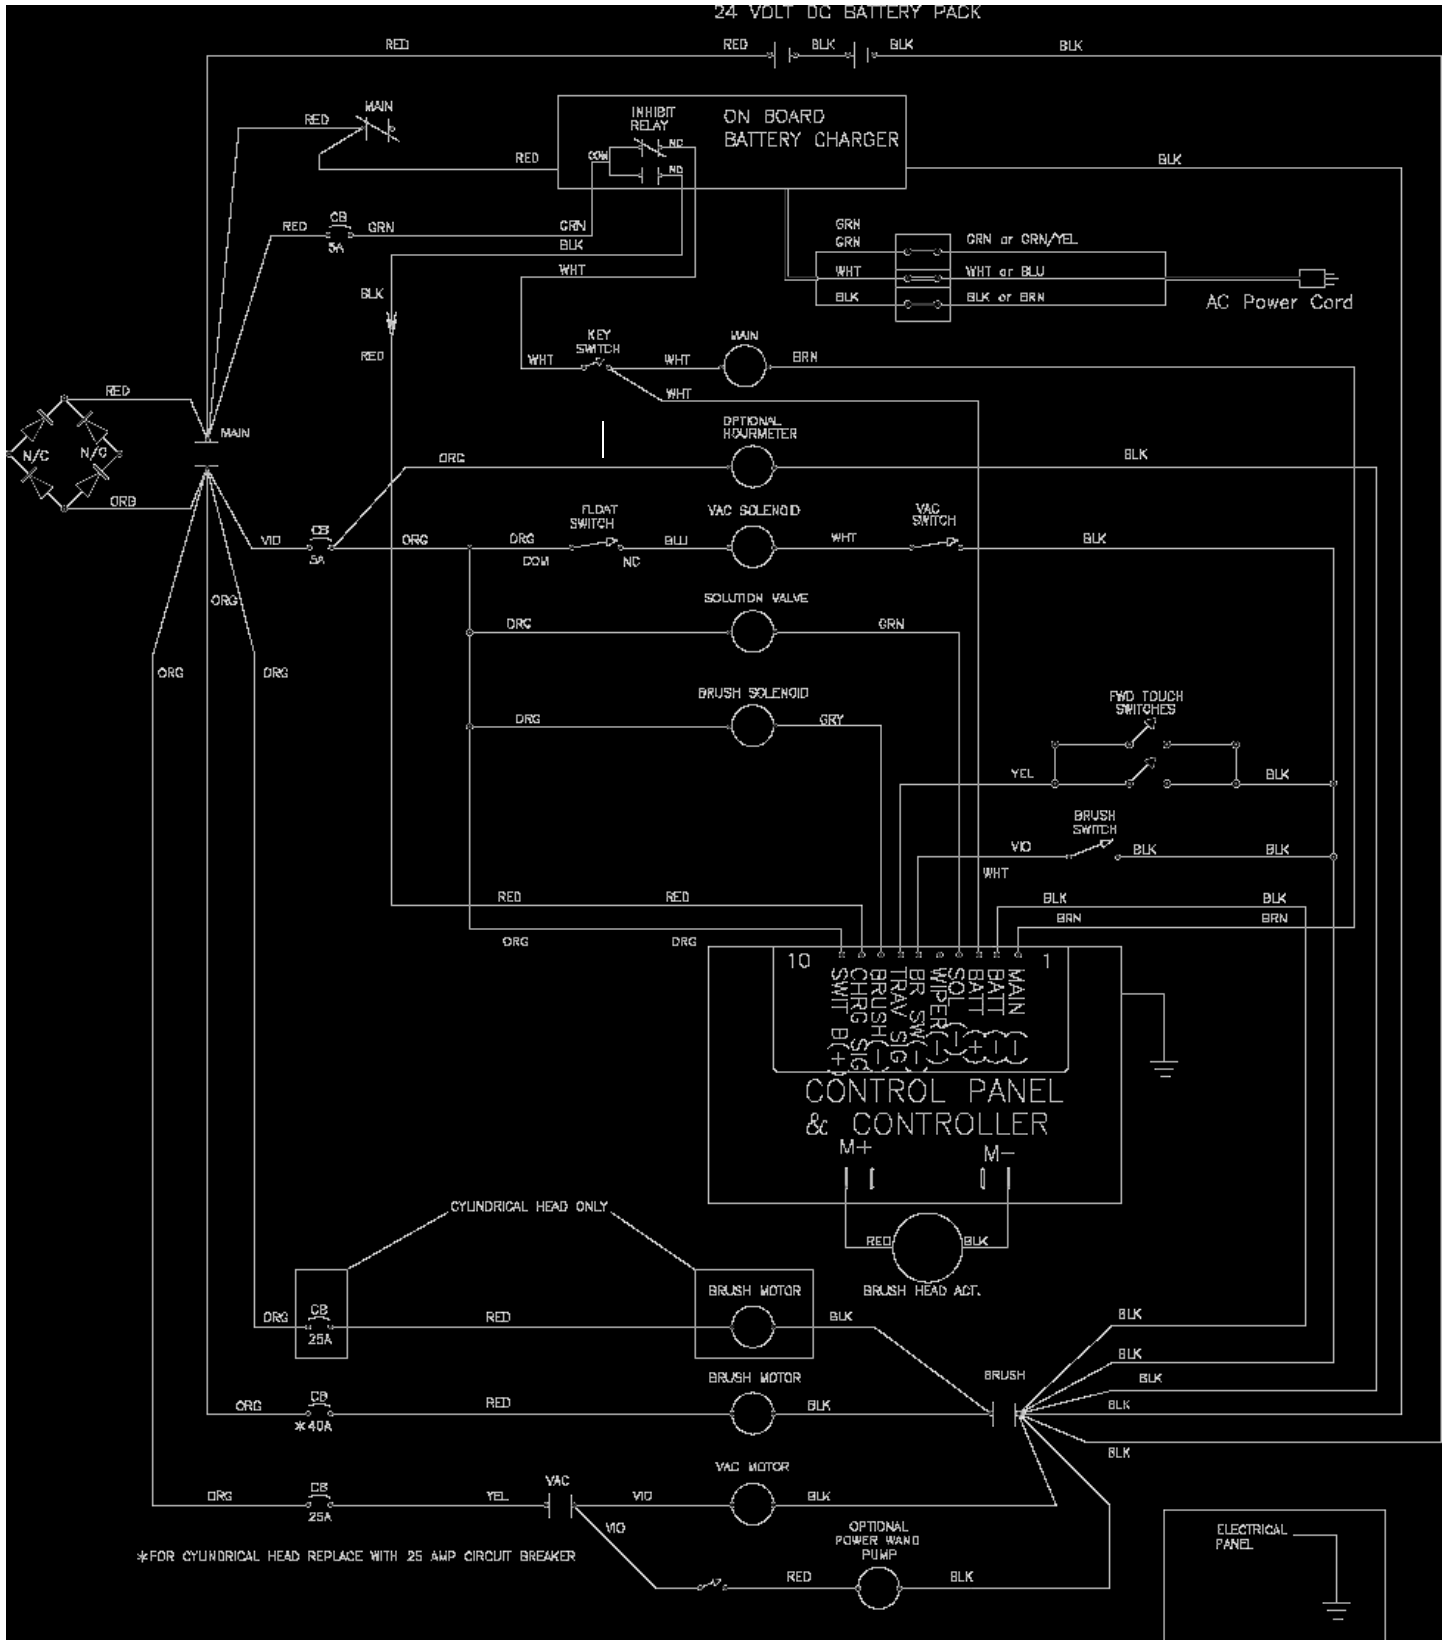 24 VOLT DC BATTERY PACK
RED
RED
BLK
BLK
BLK
MAIN
RED
INHIBIT
RELAY
NC
COM
NO
ON BOARD
BATTERY CHARGER
RED
BLK
RED
CB
5A
GRN
GRN
BLK
WHT
GRN
GRN
GRN or GRN/YEL
WHT
WHT or BLU
BLK
BLK or BRN
AC Power Cord
BLK
RED
KEY
SWITCH
MAIN
WHT
WHT
BRN
WHT
RED
N/C
N/C
MAIN
ORG
OPTIONAL
HOURMETER
ORG
BLK
VIO
CB
5A
ORG
ORG
COM
FLOAT
SWITCH
NC
BLU
VAC SOLENOID
WHT
VAC
SWITCH
BLK
ORG
SOLUTION VALVE
ORG
GRN
ORG
ORG
BRUSH SOLENOID
ORG
GRY
FWD TOUCH
SWITCHES
YEL
BLK
BRUSH
SWITCH
VIO
BLK
BLK
WHT
RED
RED
BLK
BLK
BRN
BRN
ORG
ORG
10
1
SWIT B(+)
CHRG SIG
BRUSH(-)
TRAV SIG
BR SW(-)
WIPER(-)
SOL(-)
BATT(+)
BATT(-)
MAIN(-)
CONTROL PANEL
& CONTROLLER
M+
M-
RED
BLK
BRUSH HEAD ACT.
CYLINDRICAL HEAD ONLY
ORG
CB
25A
RED
BRUSH MOTOR
BLK
BLK
BLK
BRUSH
BLK
BLK
BLK
ORG
CB
*40A
RED
BRUSH MOTOR
BLK
ORG
CB
25A
YEL
VAC
VIO
VAC MOTOR
BLK
VIO
OPTIONAL
POWER WAND
PUMP
RED
BLK
*FOR CYLINDRICAL HEAD REPLACE WITH 25 AMP CIRCUIT BREAKER
ELECTRICAL
PANEL